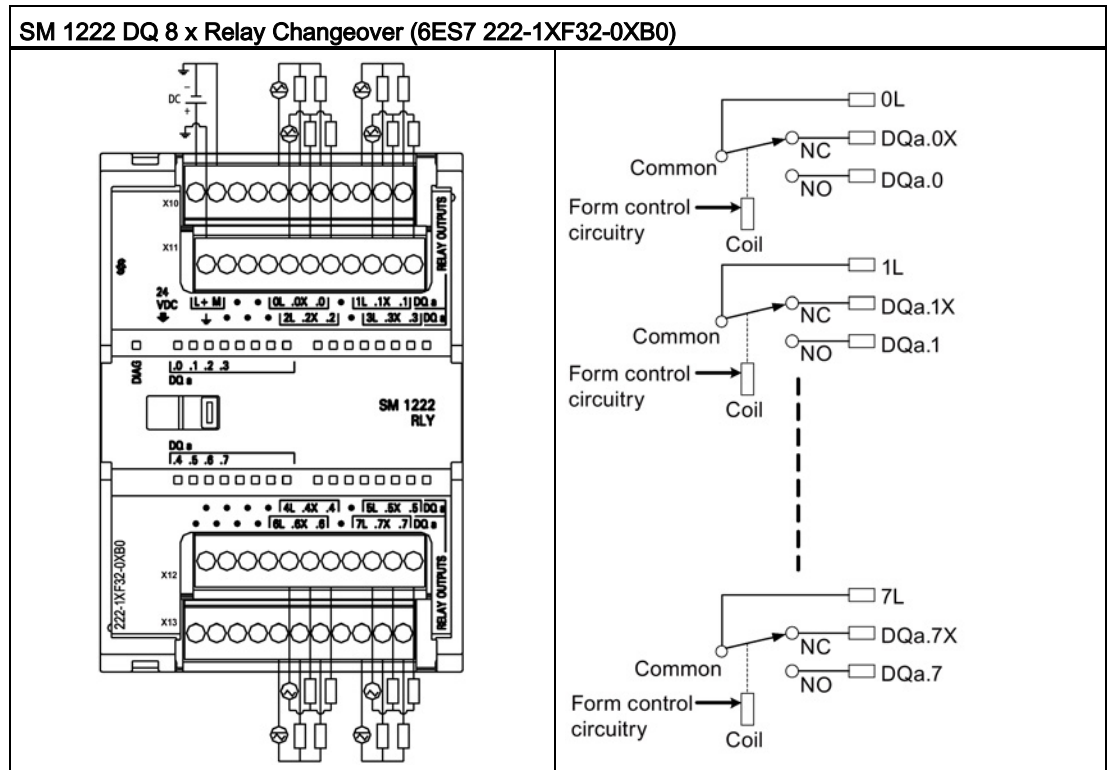 SM 1222 DQ 8 x Relay Changeover (6ES7 222-1XF32-0XB0)
DC
-
+
X10
X11
RELAY OUTPUTS
24
VDC
L+ M • • 0L .0X .0 • 1L .1X .1 DQ a
• • • 2L .2X .2 • 3L .3X .3 DQ a
DIAG
.0 .1 .2 .3
DQ a
SM 1222
RLY
DQ a
.4 .5 .6 .7
• • • • 4L .4X .4 • 5L .5X .5 DQ a
• • • • 6L .6X .6 • 7L .7X .7 DQ a
222-1XF32-0XB0
X12
X13
RELAY OUTPUTS
0L
DQa.0X
NC
Common
DQa.0
NO
Form control
circuitry
Coil
1L
DQa.1X
NC
Common
DQa.1
NO
Form control
circuitry
Coil
7L
DQa.7X
NC
Common
DQa.7
NO
Form control
circuitry
Coil